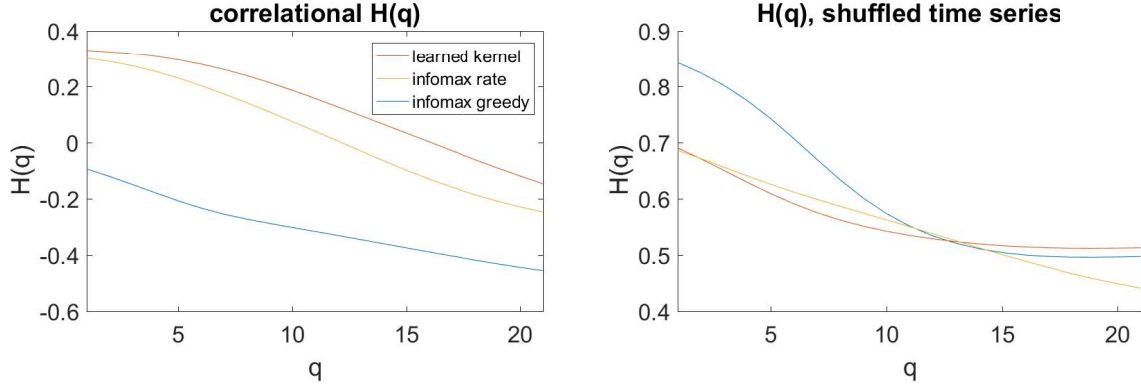 correlational H(q)
0.4
0.2
0
-0.2
-0.4
-0.6
H(q)
learned kernel
infomax rate
infomax greedy
5
10
15
20
q
H(q), shuffled time series
0.9
0.8
0.7
0.6
0.5
0.4
H(q)
5
10
15
20
q